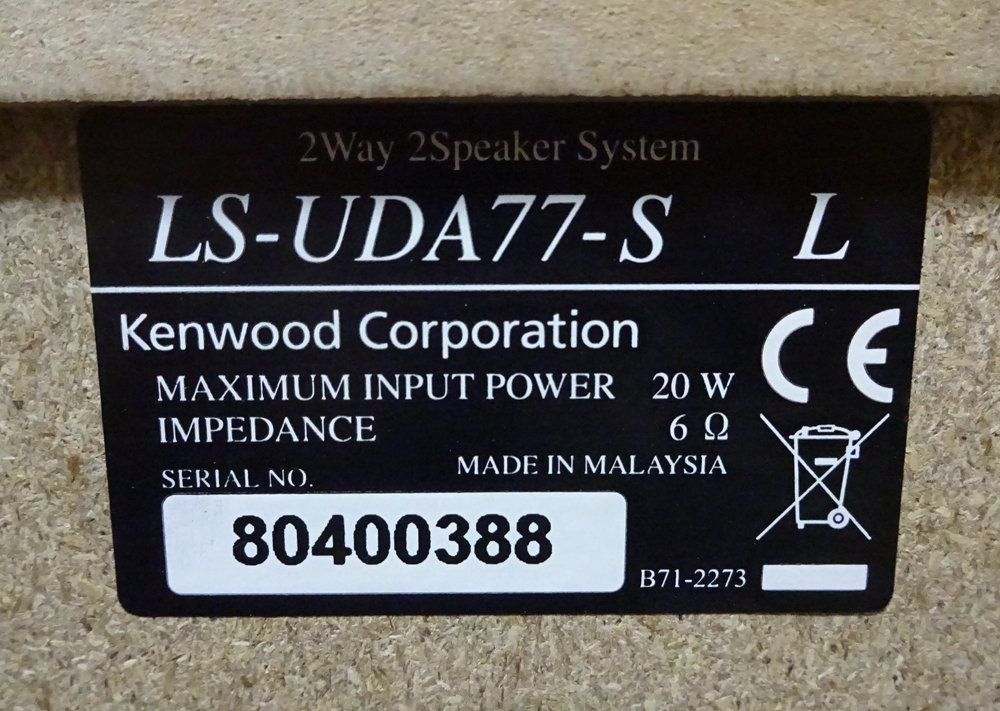 2Way 2Speaker System
LS-UDA77-S L
Kenwood Corporation
MAXIMUM INPUT POWER 20 W
IMPEDANCE 6 Ω
MADE IN MALAYSIA
SERIAL NO.
80400388
B71-2273
CE